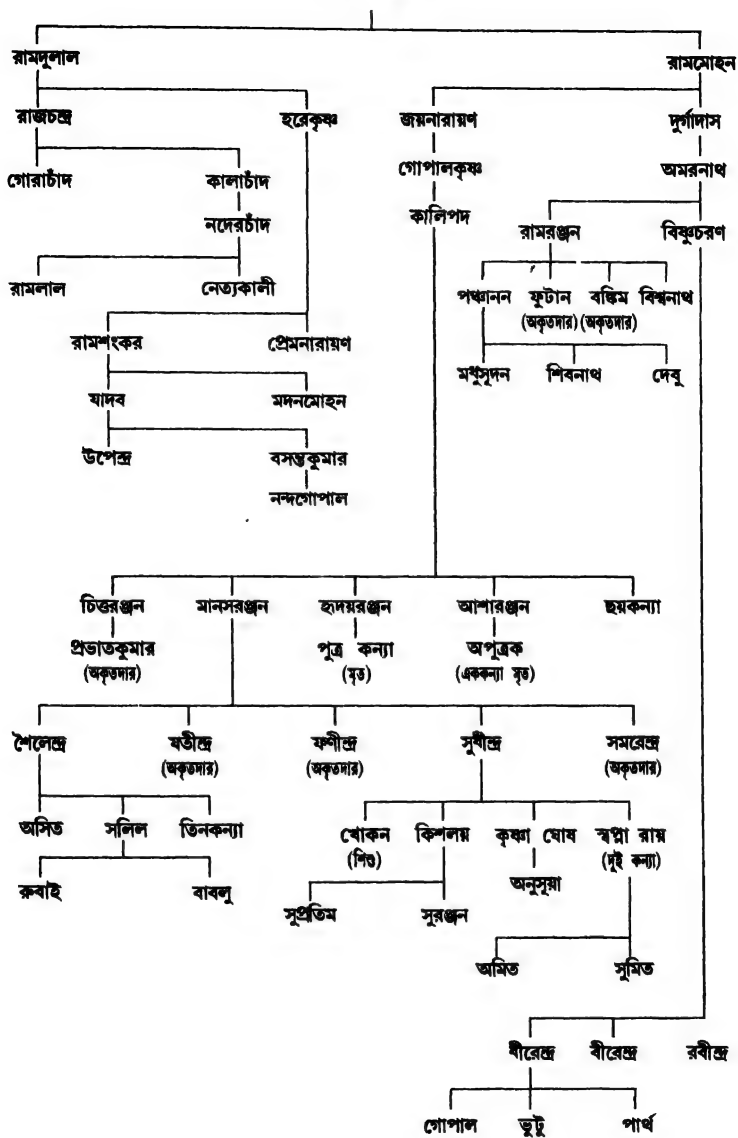 রামদুলাল রামমোহন
রাজচন্দ্র হরেকৃষ্ণ জয়নারায়ণ দুর্গাদাস
গোরাচাঁদ কালাচাঁদ গোপালকৃষ্ণ অমরনাথ
নদেরচাঁদ কালিপদ রামরঞ্জন বিষ্ণুচরণ
রামলাল নেত্যকালী পঞ্চানন ফুটান বঙ্কিম বিশ্বনাথ
(অকৃতদার) (অকৃতদার)
রামশংকর প্রেমনারায়ণ মধুসূদন শিবনাথ দেবু
যাদব মদনমোহন
উপেন্দ্র বসন্তকুমার
নন্দগোপাল
চিত্তরঞ্জন মানসরঞ্জন হৃদয়রঞ্জন আশারঞ্জন ছয়কন্যা
প্রভাতকুমার পুত্র কন্যা অপুত্রক
(অকৃতদার) (মৃত) (এককন্যা মৃত)
শৈলেন্দ্র যতীন্দ্র ফণীন্দ্র সুধীন্দ্র সমরেন্দ্র
(অকৃতদার) (অকৃতদার) (অকৃতদার)
অসিত সলিল তিনকন্যা খোকন কিশলয় কৃষ্ণা ঘোষ স্বপ্না রায়
(শিশু) (দুই কন্যা)
রুবাই বাবলু অনুসূয়া
সুপ্রতিম সুরঞ্জন
অমিত সুমিত
ধীরেন্দ্র বীরেন্দ্র রবীন্দ্র
গোপাল ভুটু পার্থ